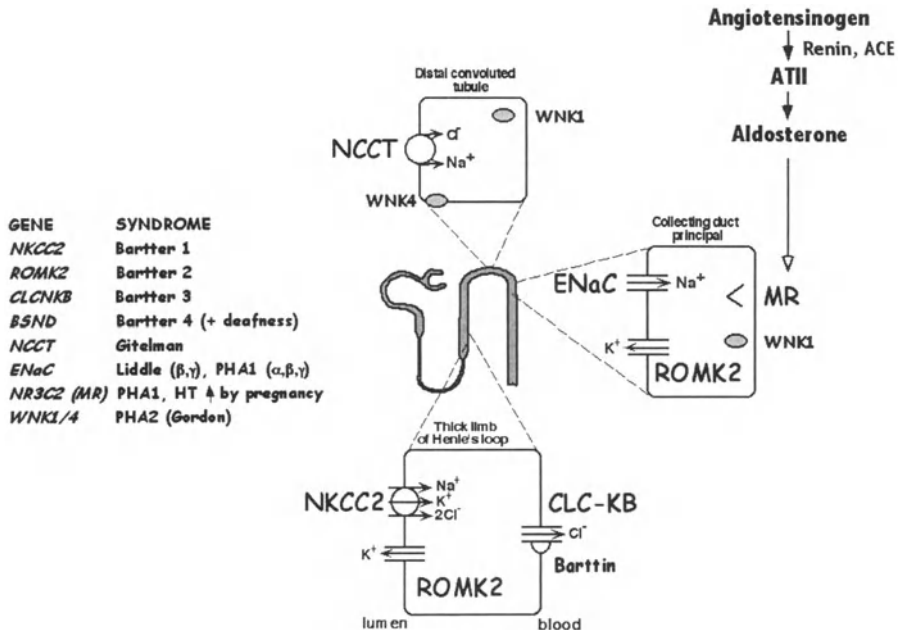 Angiotensinogen
Renin, ACE
ATII
Aldosterone
Distal convoluted
tubule
WNK1
Cl⁻
NCCT
Na⁺
WNK4
GENE SYNDROME
NKCC2 Bartter 1
ROMK2 Bartter 2
CLCNKB Bartter 3
BSND Bartter 4 (+ deafness)
NCCT Gitelman
ENaC Liddle (β,γ), PHA1 (α,β,γ)
NR3C2 (MR) PHA1, HT ↑ by pregnancy
WNK1/4 PHA2 (Gordon)
Collecting duct
principal
ENaC
Na⁺
MR
K⁺
WNK1
ROMK2
Thick limb
of Henle's loop
NKCC2
Na⁺
K⁺
2Cl⁻
CLC-KB
Cl⁻
K⁺
Barttin
ROMK2
lumen blood